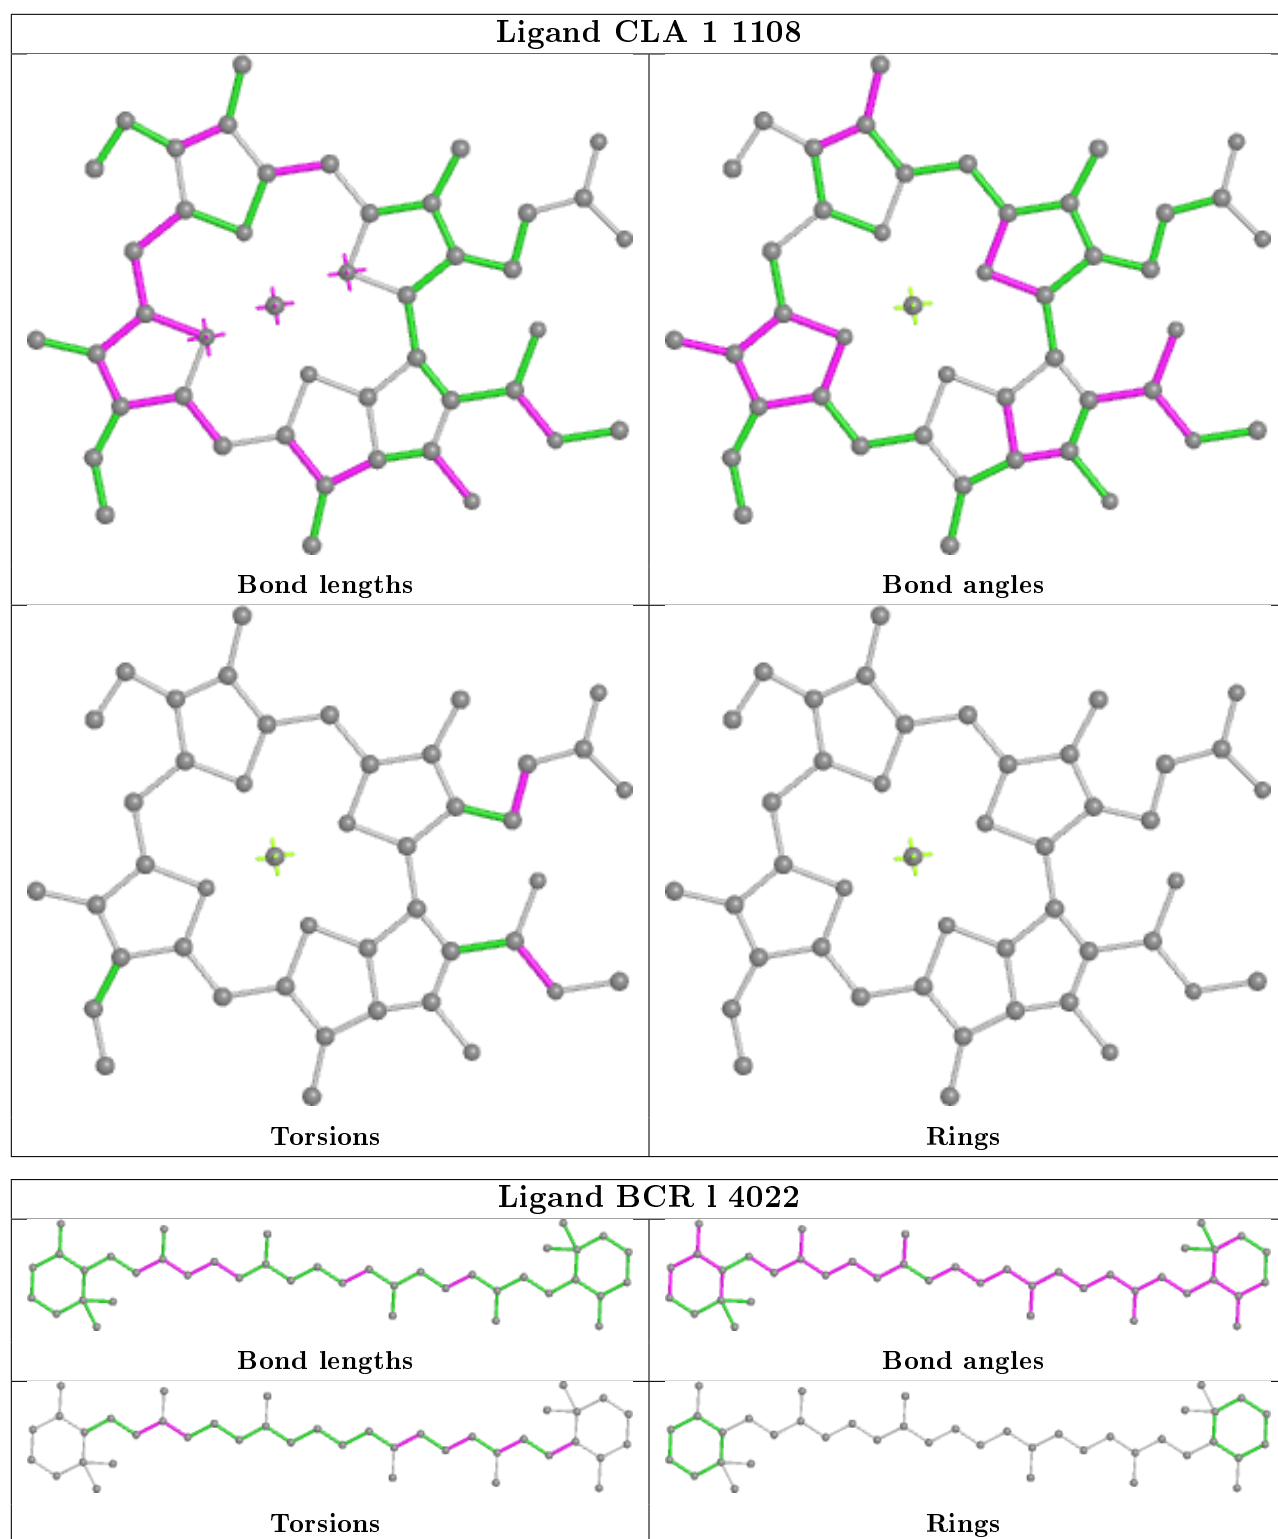 Ligand CLA 1 1108
Bond lengths
Bond angles
Torsions
Rings
Ligand BCR l 4022
Bond lengths
Bond angles
Torsions
Rings